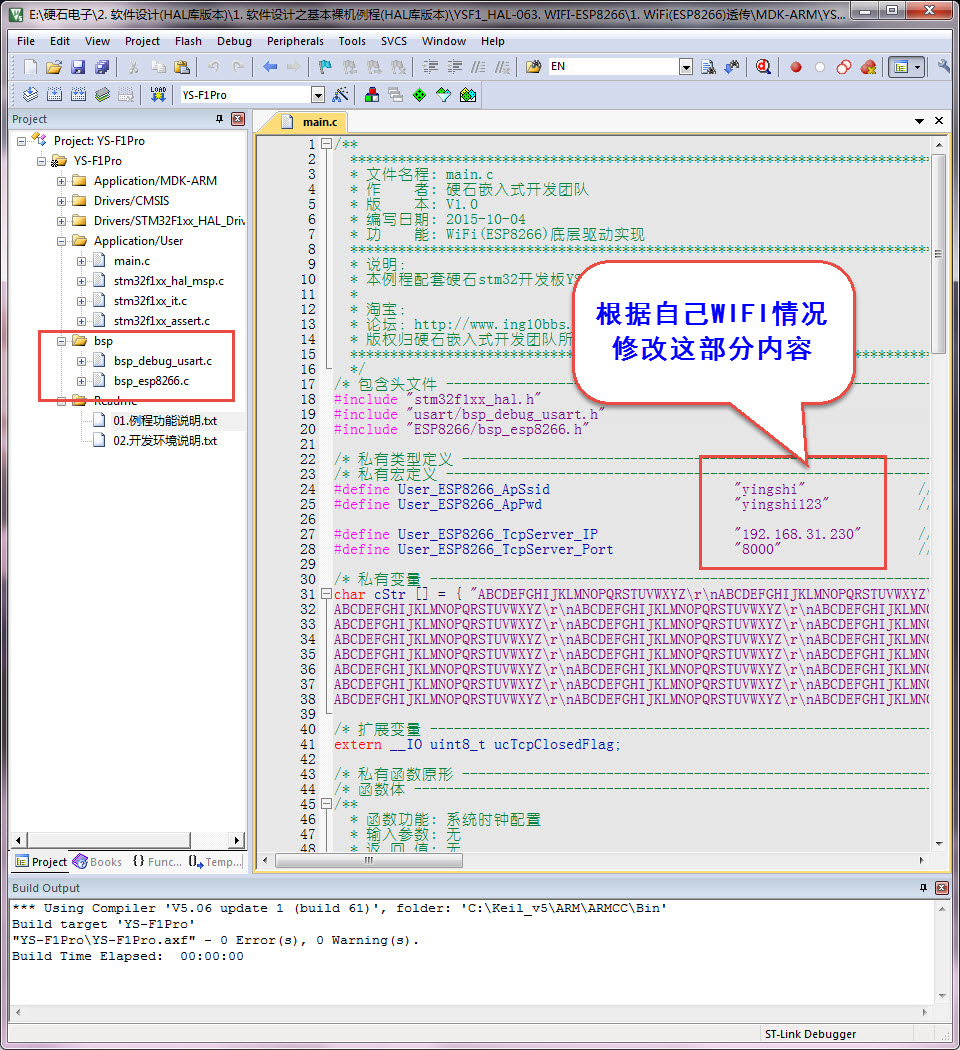 E:\硬石电子\2. 软件设计(HAL库版本)\1. 软件设计之基本裸机例程(HAL库版本)\YSF1_HAL-063. WIFI-ESP8266\1. WiFi(ESP8266)透传\MDK-ARM\YS...
File Edit View Project Flash Debug Peripherals Tools SVCS Window Help
EN
LOAD
YS-F1Pro
Project
Project: YS-F1Pro
YS-F1Pro
Application/MDK-ARM
Drivers/CMSIS
Drivers/STM32F1xx_HAL_Driv
Application/User
main.c
stm32f1xx_hal_msp.c
stm32f1xx_it.c
stm32f1xx_assert.c
bsp
bsp_debug_usart.c
bsp_esp8266.c
Readme
01.例程功能说明.txt
02.开发环境说明.txt
Project Books {} Func... Temp...
main.c
1 /**
2 ******************************************************************************
3 * 文件名程: main.c
4 * 作 者: 硬石嵌入式开发团队
5 * 版 本: V1.0
6 * 编写日期: 2015-10-04
7 * 功 能: WiFi(ESP8266)底层驱动实现
8 ******************************************************************************
9 * 说明:
10 * 本例程配套硬石stm32开发板YS
11 *
12 * 淘宝:
13 * 论坛: http://www.ing10bbs.
14 * 版权归硬石嵌入式开发团队所
15 ******************************************************************************
16 */
17 /* 包含头文件 ----------------------------------------------------------------
18 #include "stm32f1xx_hal.h"
19 #include "usart/bsp_debug_usart.h"
20 #include "ESP8266/bsp_esp8266.h"
21
22 /* 私有类型定义 --------------------------------------------------------------
23 /* 私有宏定义 ----------------------------------------------------------------
24 #define User_ESP8266_ApSsid "yingshi" //
25 #define User_ESP8266_ApPwd "yingshi123" //
26
27 #define User_ESP8266_TcpServer_IP "192.168.31.230" //
28 #define User_ESP8266_TcpServer_Port "8000" //
29
30 /* 私有变量 ------------------------------------------------------------------
31 char cStr [] = { "ABCDEFGHIJKLMNOPQRSTUVWXYZ\r\nABCDEFGHIJKLMNOPQRSTUVWXYZ\
32 ABCDEFGHIJKLMNOPQRSTUVWXYZ\r\nABCDEFGHIJKLMNOPQRSTUVWXYZ\r\nABCDEFGHIJKLMNO
33 ABCDEFGHIJKLMNOPQRSTUVWXYZ\r\nABCDEFGHIJKLMNOPQRSTUVWXYZ\r\nABCDEFGHIJKLMNO
34 ABCDEFGHIJKLMNOPQRSTUVWXYZ\r\nABCDEFGHIJKLMNOPQRSTUVWXYZ\r\nABCDEFGHIJKLMNO
35 ABCDEFGHIJKLMNOPQRSTUVWXYZ\r\nABCDEFGHIJKLMNOPQRSTUVWXYZ\r\nABCDEFGHIJKLMNO
36 ABCDEFGHIJKLMNOPQRSTUVWXYZ\r\nABCDEFGHIJKLMNOPQRSTUVWXYZ\r\nABCDEFGHIJKLMNO
37 ABCDEFGHIJKLMNOPQRSTUVWXYZ\r\nABCDEFGHIJKLMNOPQRSTUVWXYZ\r\nABCDEFGHIJKLMNO
38 ABCDEFGHIJKLMNOPQRSTUVWXYZ\r\nABCDEFGHIJKLMNOPQRSTUVWXYZ\r\nABCDEFGHIJKLMNO
39
40 /* 扩展变量 ------------------------------------------------------------------
41 extern __IO uint8_t ucTcpClosedFlag;
42
43 /* 私有函数原形 --------------------------------------------------------------
44 /* 函数体 --------------------------------------------------------------------
45 /**
46 * 函数功能: 系统时钟配置
47 * 输入参数: 无
48 * 返 回 值: 无
根据自己WIFI情况
修改这部分内容
Build Output
*** Using Compiler 'V5.06 update 1 (build 61)', folder: 'C:\Keil_v5\ARM\ARMCC\Bin'
Build target 'YS-F1Pro'
"YS-F1Pro\YS-F1Pro.axf" - 0 Error(s), 0 Warning(s).
Build Time Elapsed: 00:00:00
ST-Link Debugger